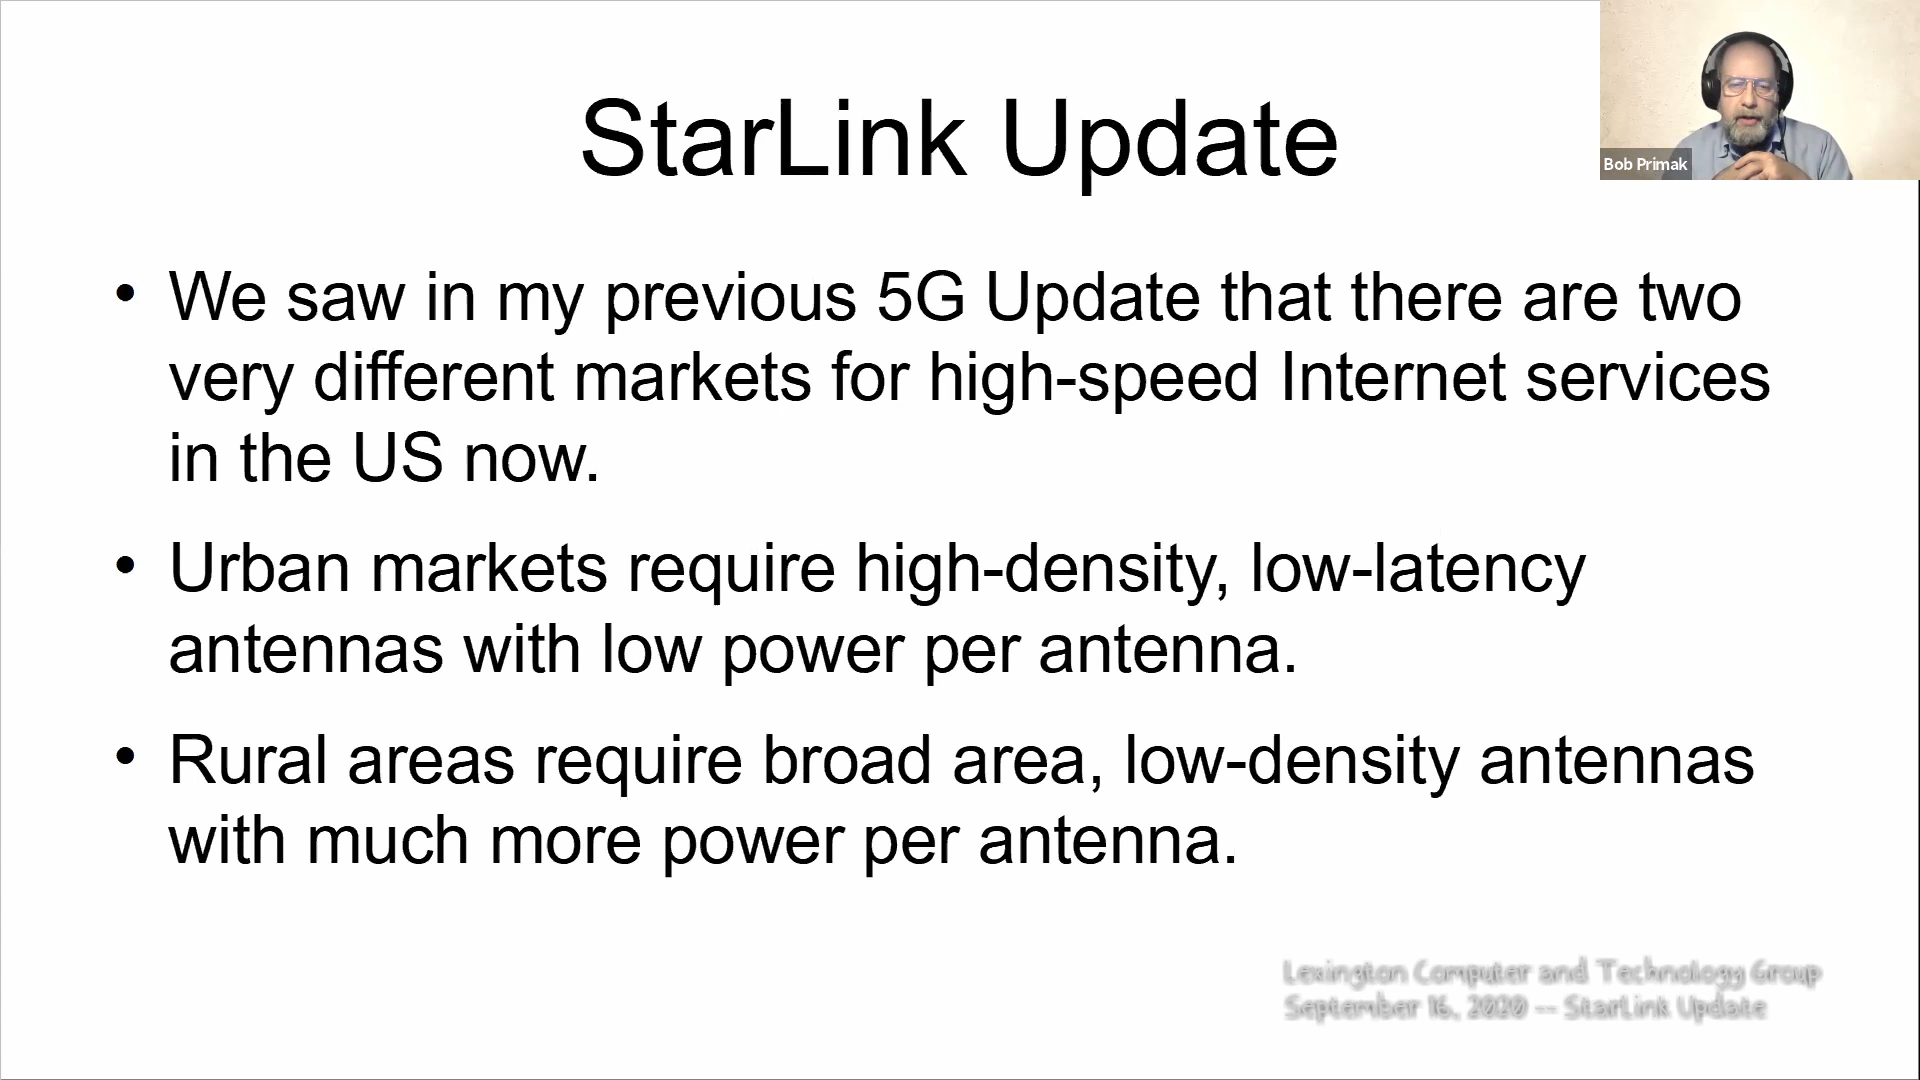 StarLink Update
Bob Primak
• We saw in my previous 5G Update that there are two
very different markets for high-speed Internet services
in the US now.
• Urban markets require high-density, low-latency
antennas with low power per antenna.
• Rural areas require broad area, low-density antennas
with much more power per antenna.
Lexington Computer and Technology Group
September 16, 2020 -- StarLink Update